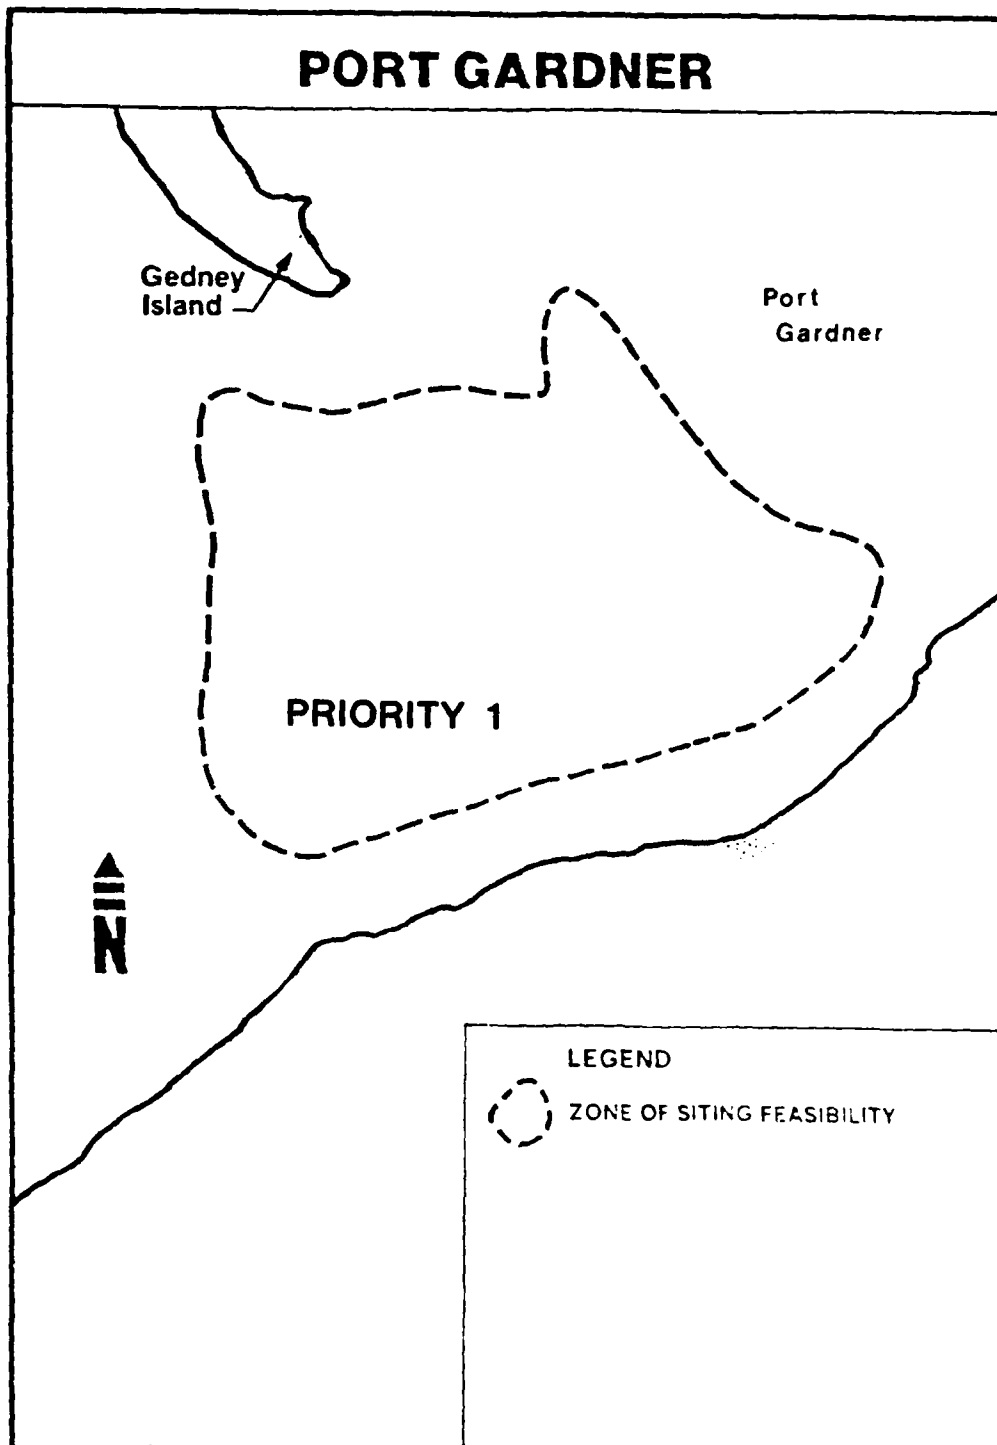 PORT GARDNER
Gedney
Island
Port
Gardner
PRIORITY 1
N
LEGEND
ZONE OF SITING FEASIBILITY